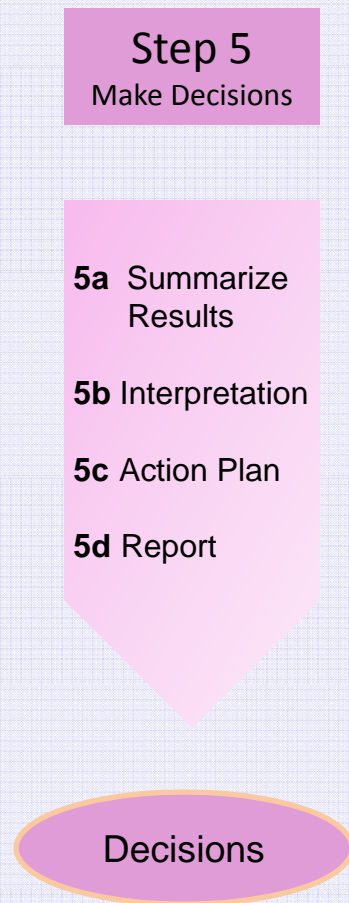 Step 5
Make Decisions
5a Summarize
Results
5b Interpretation
5c Action Plan
5d Report
Decisions